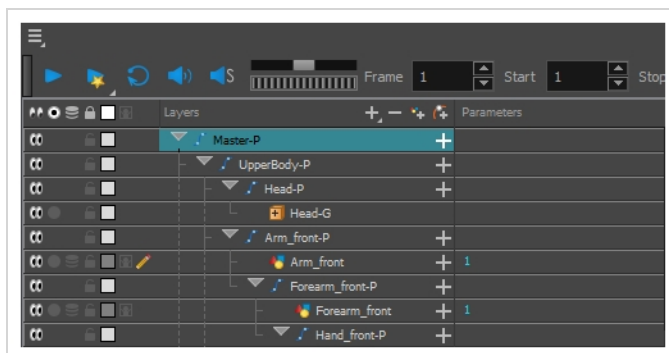 S Frame 1 Start 1 Stop
Layers Parameters
Master-P
UpperBody-P
Head-P
Head-G
Arm_front-P
Arm_front 1
Forearm_front-P
Forearm_front 1
Hand_front-P